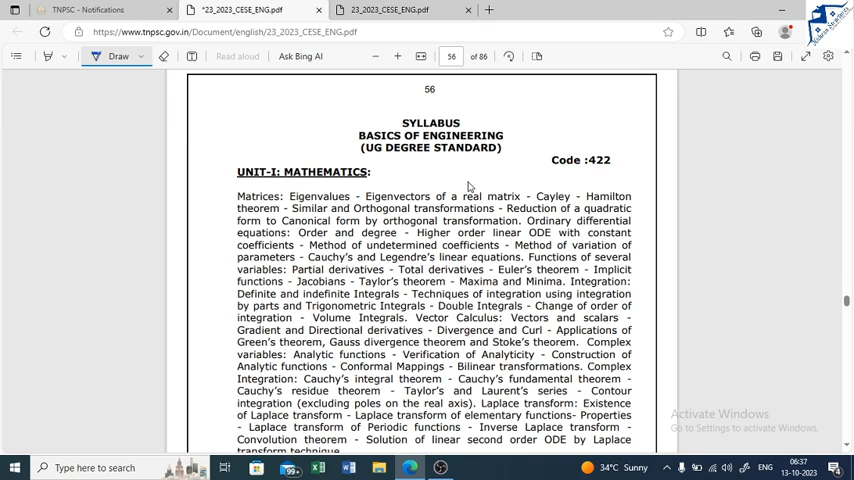 TNPSC - Notifications
*23_2023_CESE_ENG.pdf
23_2023_CESE_ENG.pdf
https://www.tnpsc.gov.in/Document/english/23_2023_CESE_ENG.pdf
Draw
Read aloud
Ask Bing AI
56
of 86
56
SYLLABUS
BASICS OF ENGINEERING
(UG DEGREE STANDARD)
Code :422
UNIT-I: MATHEMATICS:
Matrices: Eigenvalues - Eigenvectors of a real matrix - Cayley - Hamilton
theorem - Similar and Orthogonal transformations - Reduction of a quadratic
form to Canonical form by orthogonal transformation. Ordinary differential
equations: Order and degree - Higher order linear ODE with constant
coefficients - Method of undetermined coefficients - Method of variation of
parameters - Cauchy's and Legendre's linear equations. Functions of several
variables: Partial derivatives - Total derivatives - Euler's theorem - Implicit
functions - Jacobians - Taylor's theorem - Maxima and Minima. Integration:
Definite and indefinite Integrals - Techniques of integration using integration
by parts and Trigonometric Integrals - Double Integrals - Change of order of
integration - Volume Integrals. Vector Calculus: Vectors and scalars -
Gradient and Directional derivatives - Divergence and Curl - Applications of
Green's theorem, Gauss divergence theorem and Stoke's theorem. Complex
variables: Analytic functions - Verification of Analyticity - Construction of
Analytic functions - Conformal Mappings - Bilinear transformations. Complex
Integration: Cauchy's integral theorem - Cauchy's fundamental theorem -
Cauchy's residue theorem - Taylor's and Laurent's series - Contour
integration (excluding poles on the real axis). Laplace transform: Existence
of Laplace transform - Laplace transform of elementary functions- Properties
- Laplace transform of Periodic functions - Inverse Laplace transform -
Convolution theorem - Solution of linear second order ODE by Laplace
transform technique.
Activate Windows
Go to Settings to activate Windows.
Type here to search
99+
34°C Sunny
ENG
06:37
13-10-2023
4